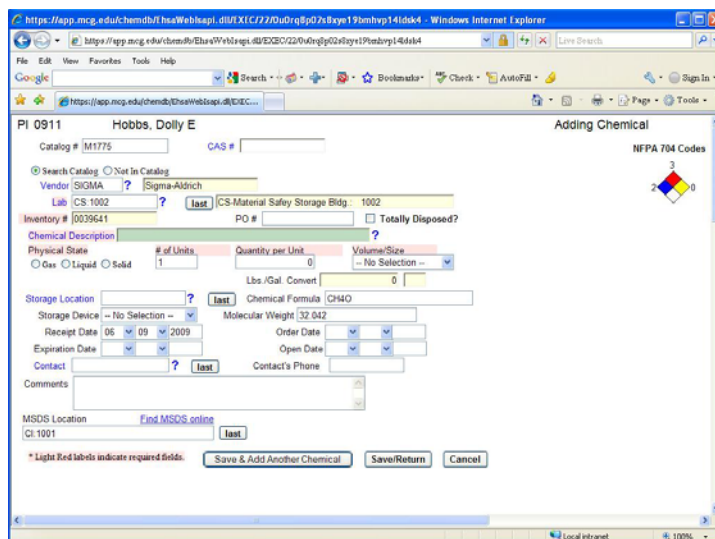 https://app.mcg.edu/chemdb/EhsaWebIsapi.dll/EXEC/22/0u0rq8p02s8xye19bmhvp14ldsk4 - Windows Internet Explorer
https://app.mcg.edu/chemdb/EhsaWebIsapi.dll/EXEC/22/0u0rq8p02s8xye19bmhvp14ldsk4 Live Search
File Edit View Favorites Tools Help
Google Search Bookmarks Check AutoFill Sign In
https://app.mcg.edu/chemdb/EhsaWebIsapi.dll/EXEC... Page Tools
PI 0911 Hobbs, Dolly E Adding Chemical
Catalog # M1775 CAS # NFPA 704 Codes
Search Catalog Not In Catalog 3
Vendor SIGMA ? Sigma-Aldrich 2 0
Lab CS:1002 ? last CS-Material Safey Storage Bldg.: 1002
Inventory # 0039641 PO # Totally Disposed?
Chemical Description ?
Physical State # of Units Quantity per Unit Volume/Size
Gas Liquid Solid 1 0 -- No Selection --
Lbs./Gal. Convert 0
Storage Location ? last Chemical Formula CH4O
Storage Device -- No Selection -- Molecular Weight 32.042
Receipt Date 06 09 2009 Order Date
Expiration Date Open Date
Contact ? last Contact's Phone
Comments
MSDS Location Find MSDS online
CI:1001 last
* Light Red labels indicate required fields. Save & Add Another Chemical Save/Return Cancel
Local intranet 100%